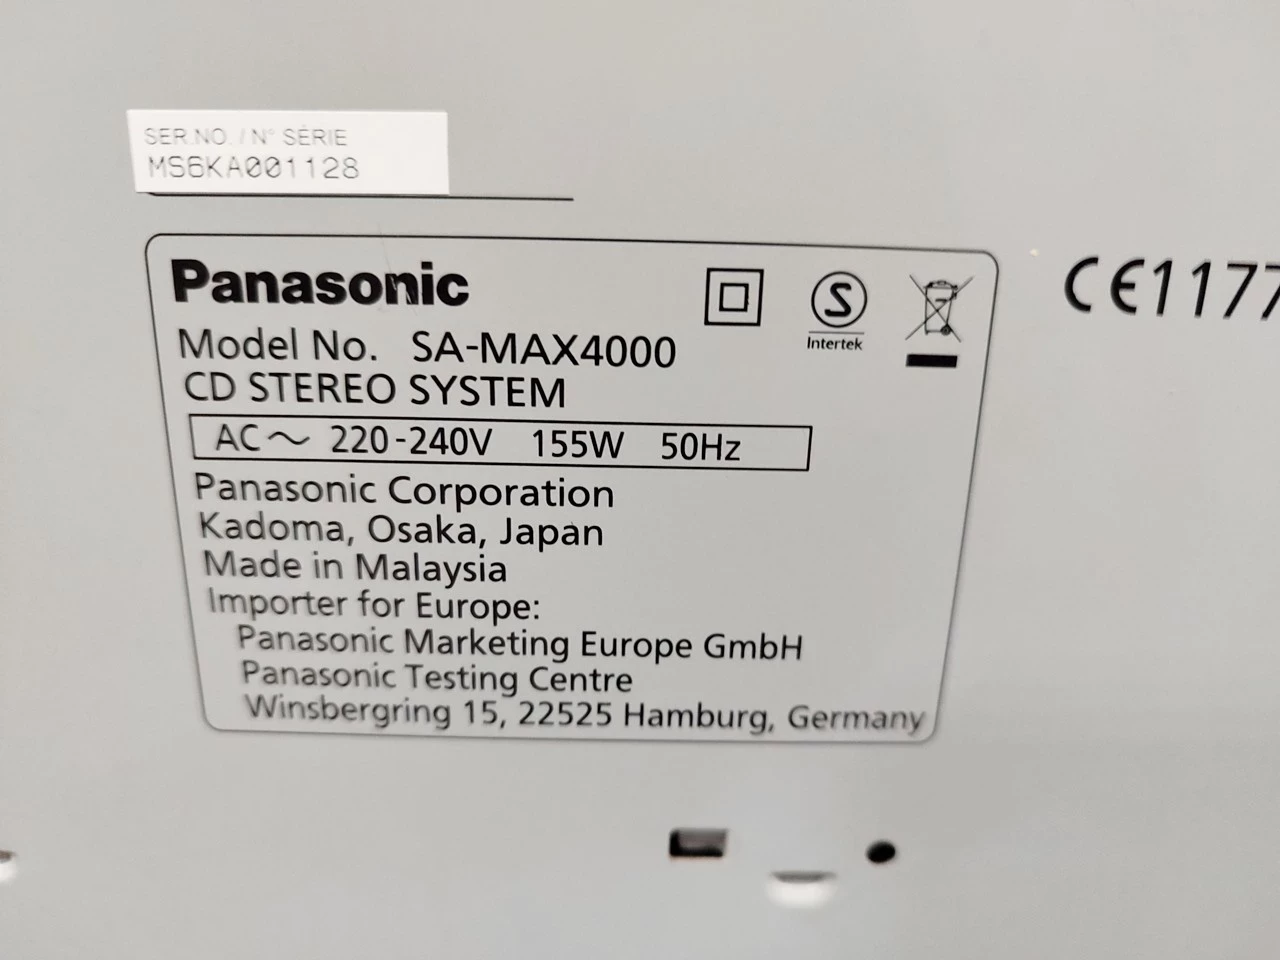 SER.NO. / N° SÉRIE
MS6KA001128
Panasonic
Model No. SA-MAX4000
CD STEREO SYSTEM
AC ~ 220-240V 155W 50Hz
Panasonic Corporation
Kadoma, Osaka, Japan
Made in Malaysia
Importer for Europe:
Panasonic Marketing Europe GmbH
Panasonic Testing Centre
Winsbergring 15, 22525 Hamburg, Germany
S
Intertek
CE1177